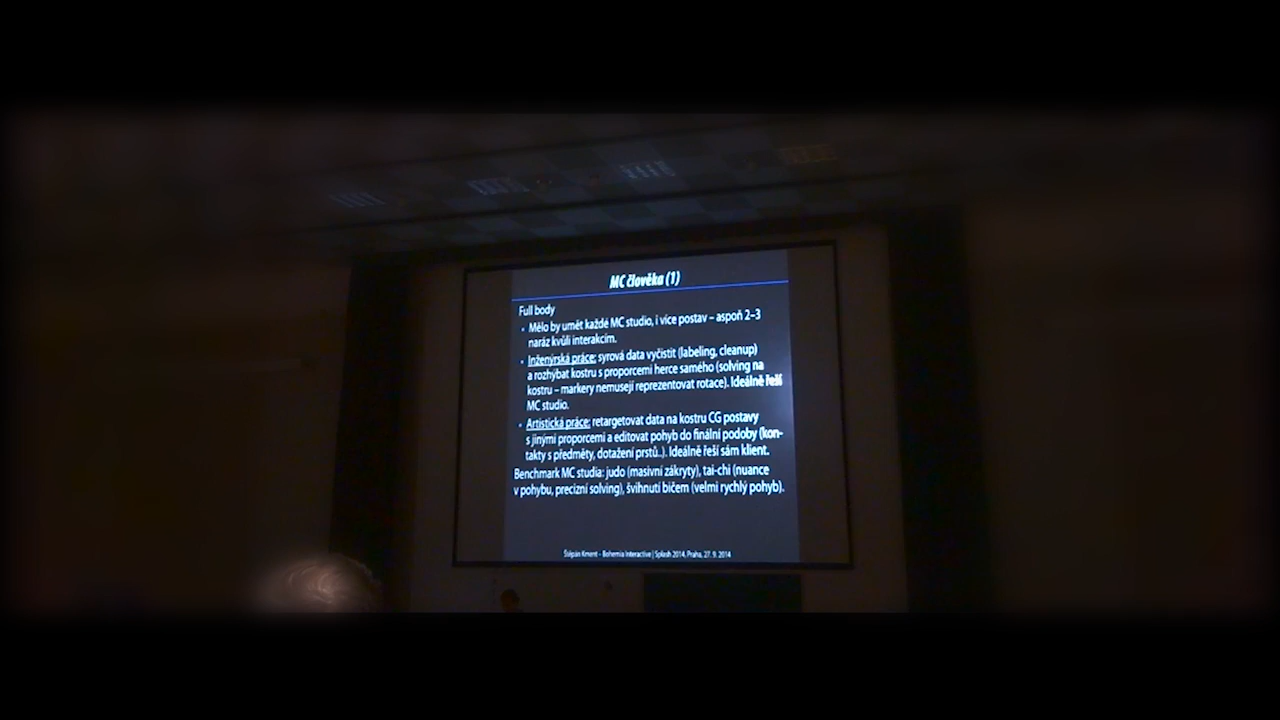 MC člověka (1)
Full body
• Mělo by umět každé MC studio, i více postav – aspoň 2–3
naráz kvůli interakcím.
• Inženýrská práce: syrová data vyčistit (labeling, cleanup)
a rozhýbat kostru s proporcemi herce samého (solving na
kostru – markery nemusejí reprezentovat rotace). Ideálně řeší
MC studio.
• Artistická práce: retargetovat data na kostru CG postavy
s jinými proporcemi a editovat pohyb do finální podoby (kon-
takty s předměty, dotažení prstů..). Ideálně řeší sám klient.
Benchmark MC studia: judo (masivní zákryty), tai-chi (nuance
v pohybu, precizní solving), švihnutí bičem (velmi rychlý pohyb).
Štěpán Kment – Bohemia Interactive | Splash 2014, Praha, 27. 9. 2014